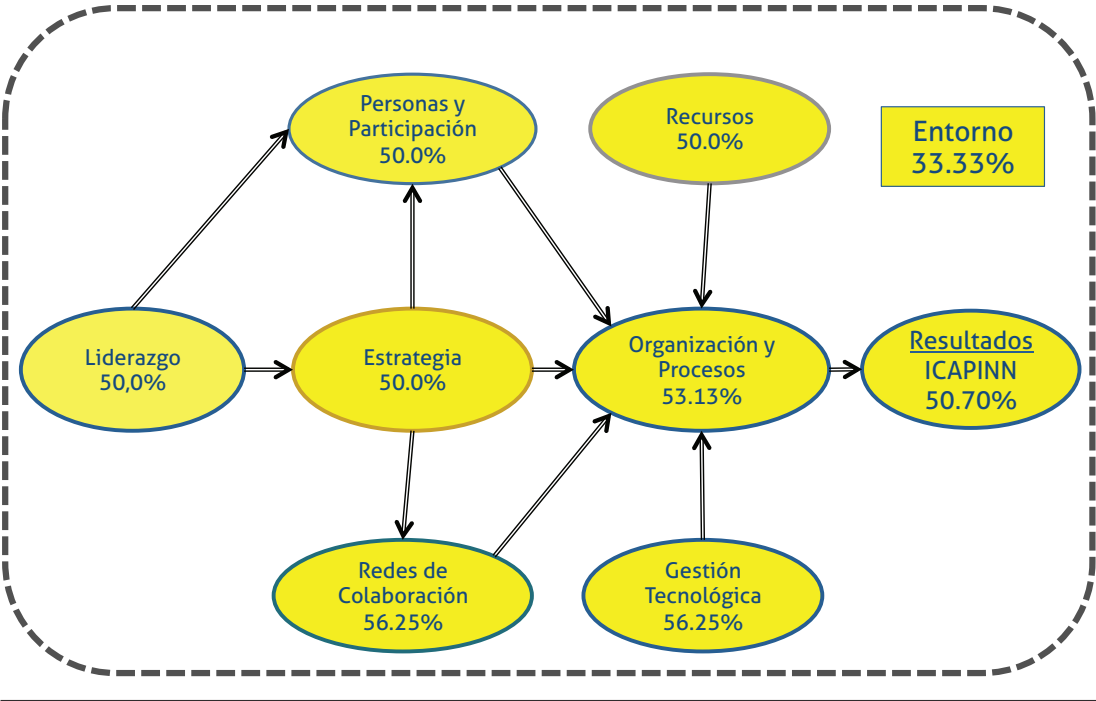 Personas y
Participación
50.0%
Recursos
50.0%
Entorno
33.33%
Liderazgo
50,0%
Estrategia
50.0%
Organización y
Procesos
53.13%
Resultados
ICAPINN
50.70%
Redes de
Colaboración
56.25%
Gestión
Tecnológica
56.25%